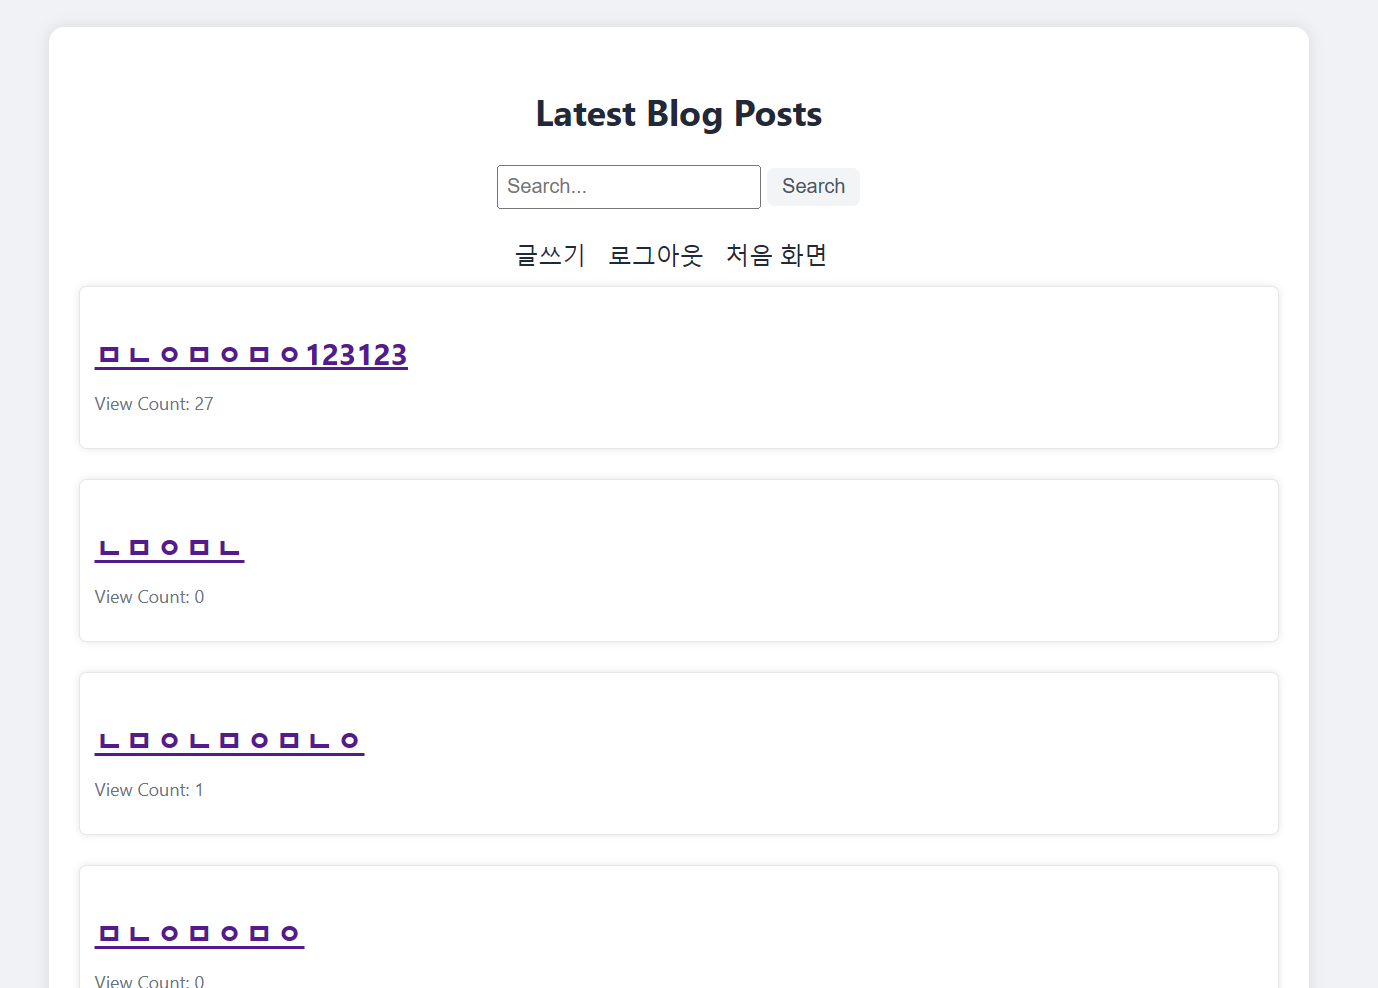 Latest Blog Posts
Search... Search
글쓰기 로그아웃 처음 화면
ㅁㄴㅇㅁㅇㅁㅇ123123
View Count: 27
ㄴㅁㅇㅁㄴ
View Count: 0
ㄴㅁㅇㄴㅁㅇㅁㄴㅇ
View Count: 1
ㅁㄴㅇㅁㅇㅁㅇ
View Count: 0